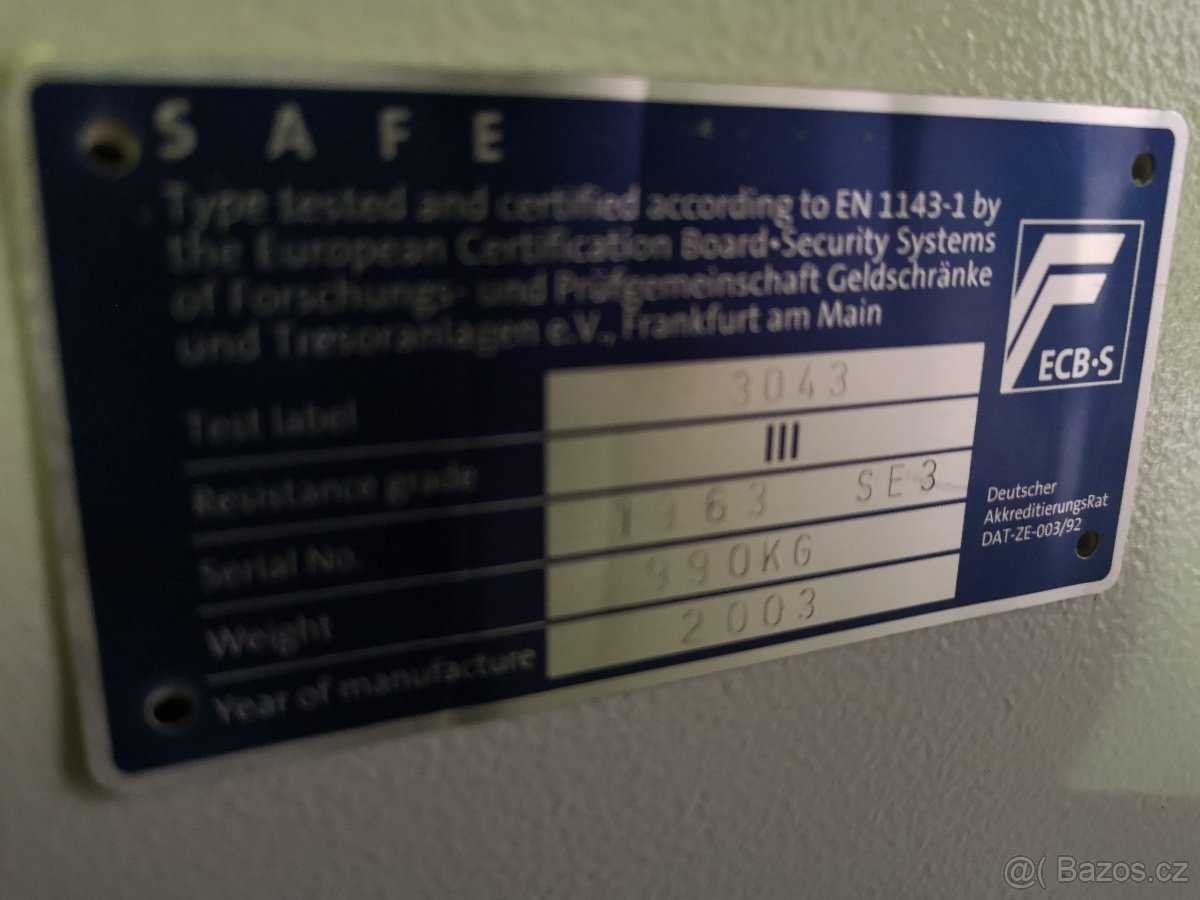 SAFE
Type tested and certified according to EN 1143-1 by
the European Certification Board•Security Systems
of Forschungs- und Prüfgemeinschaft Geldschränke
und Tresoranlagen e.V., Frankfurt am Main
ECB•S
Test label 3043
Resistance grade III
Serial No. 1963 SE3
Weight 990KG
Year of manufacture 2003
Deutscher
AkkreditierungsRat
DAT-ZE-003/92
@( Bazos.cz